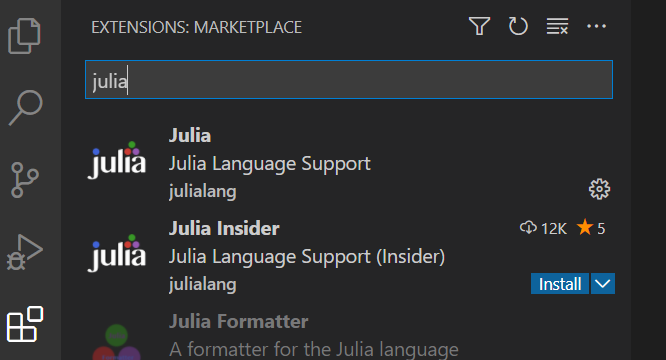 EXTENSIONS: MARKETPLACE
julia
julia
Julia
Julia Language Support
julialang
julia
Julia Insider
12K
5
Julia Language Support (Insider)
julialang
Install
Julia Formatter
A formatter for the Julia language